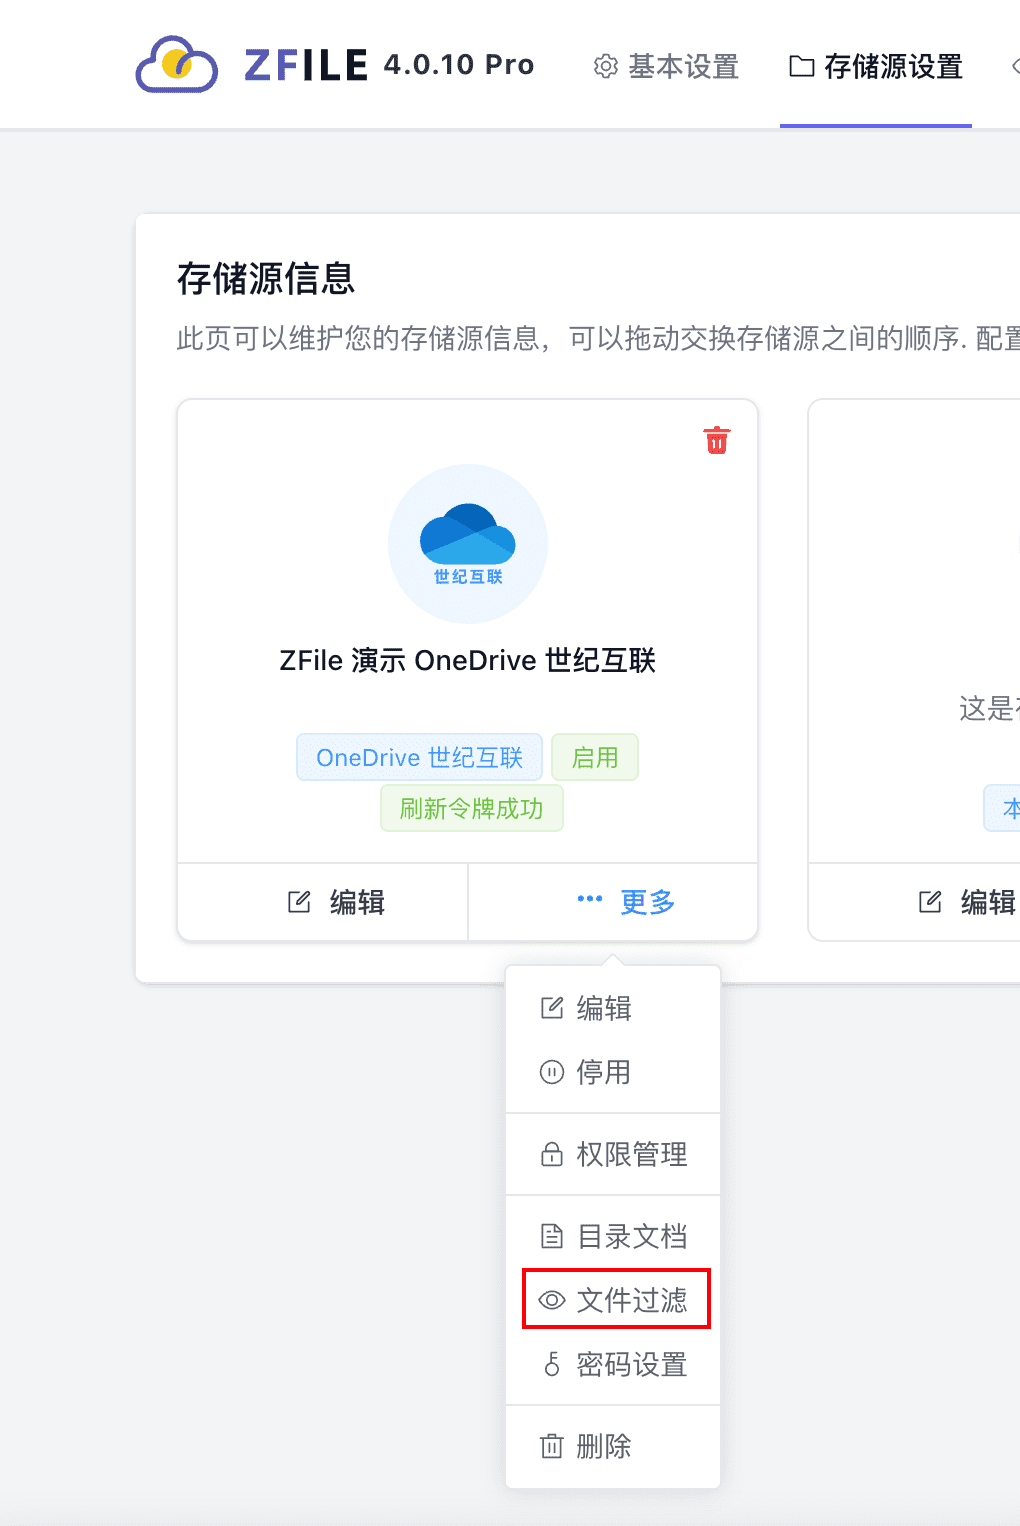 ZFILE 4.0.10 Pro 基本设置 存储源设置
存储源信息
此页可以维护您的存储源信息，可以拖动交换存储源之间的顺序. 配置
世纪互联
ZFile 演示 OneDrive 世纪互联
这是
OneDrive 世纪互联 启用
刷新令牌成功
本
编辑 更多
编辑
编辑
停用
权限管理
目录文档
文件过滤
密码设置
删除